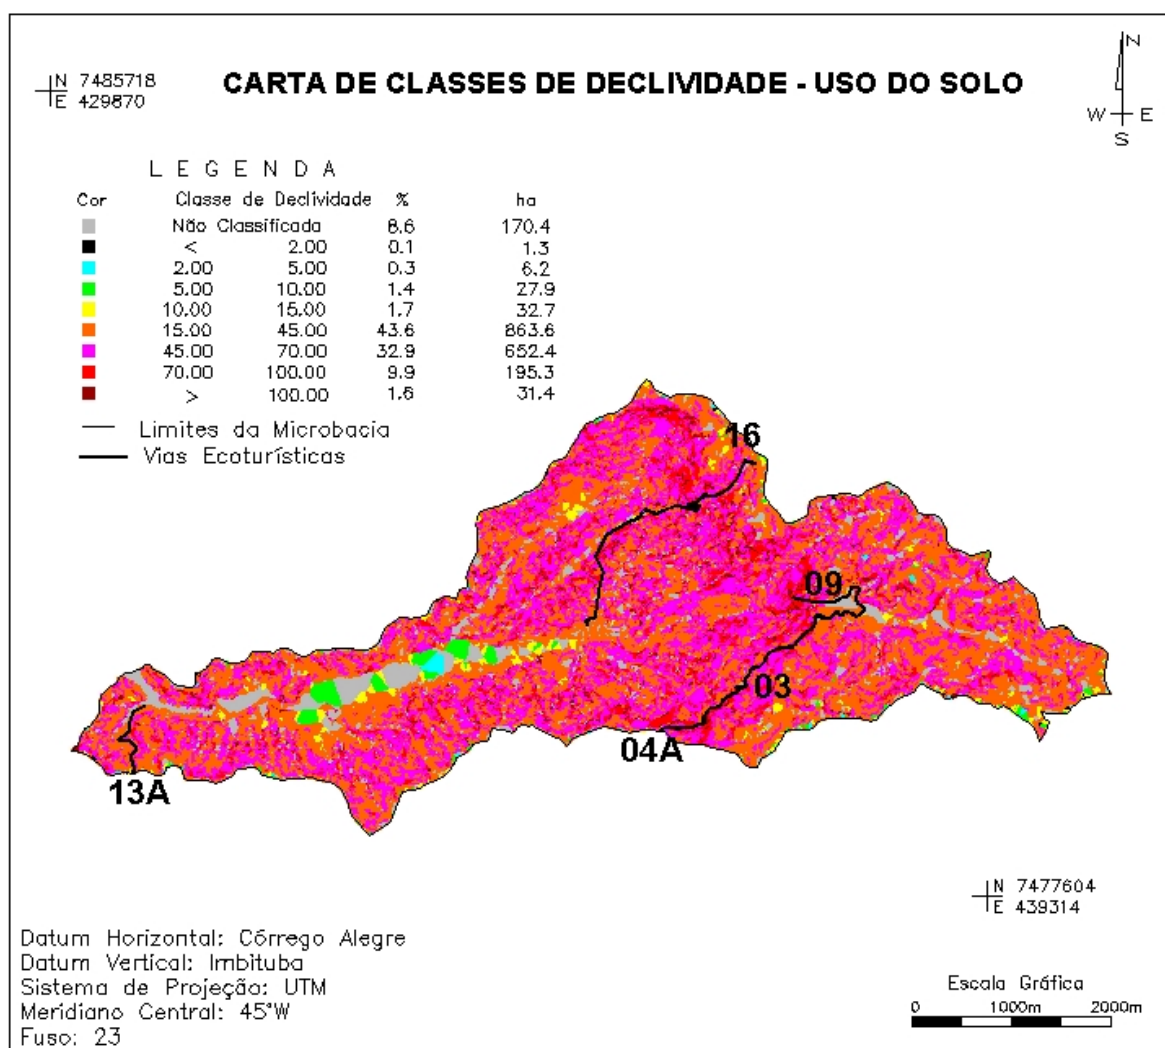 N 7485718
E 429870
CARTA DE CLASSES DE DECLIVIDADE - USO DO SOLO
N
W E
S
L E G E N D A
Cor Classe de Declividade % ha
Não Classificada 8.6 170.4
< 2.00 0.1 1.3
2.00 5.00 0.3 6.2
5.00 10.00 1.4 27.9
10.00 15.00 1.7 32.7
15.00 45.00 43.6 863.6
45.00 70.00 32.9 652.4
70.00 100.00 9.9 195.3
> 100.00 1.6 31.4
Limites da Microbacia
Vias Ecoturísticas
16
09
03
04A
13A
N 7477604
E 439314
Datum Horizontal: Córrego Alegre
Datum Vertical: Imbituba
Sistema de Projeção: UTM
Meridiano Central: 45°W
Fuso: 23
Escala Gráfica
0 1000m 2000m